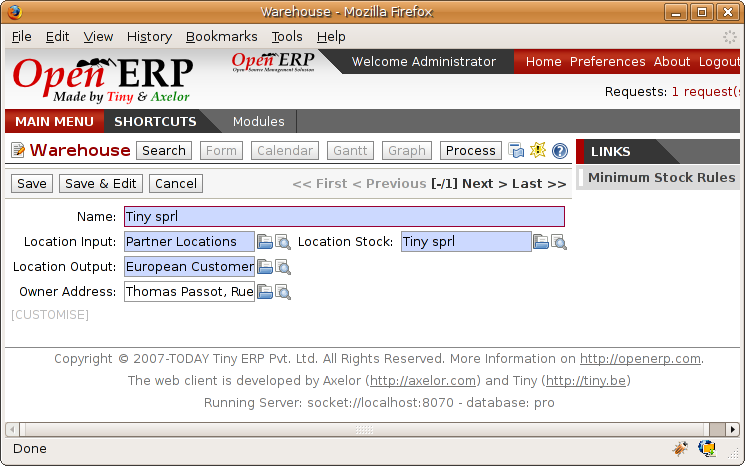 Warehouse - Mozilla Firefox
File Edit View History Bookmarks Tools Help
Open ERP
Made by Tiny & Axelor
Open ERP
Open Source Management Solution
Welcome Administrator
Home Preferences About Logout
Requests: 1 request(s
MAIN MENU SHORTCUTS Modules
Warehouse Search Form Calendar Gantt Graph Process
LINKS
Minimum Stock Rules
Save Save & Edit Cancel << First < Previous [-/1] Next > Last >>
Name: Tiny sprl
Location Input: Partner Locations Location Stock: Tiny sprl
Location Output: European Customer
Owner Address: Thomas Passot, Rue
[CUSTOMISE]
Copyright © 2007-TODAY Tiny ERP Pvt. Ltd. All Rights Reserved. More Information on http://openerp.com.
The web client is developed by Axelor (http://axelor.com) and Tiny (http://tiny.be)
Running Server: socket://localhost:8070 - database: pro
Done